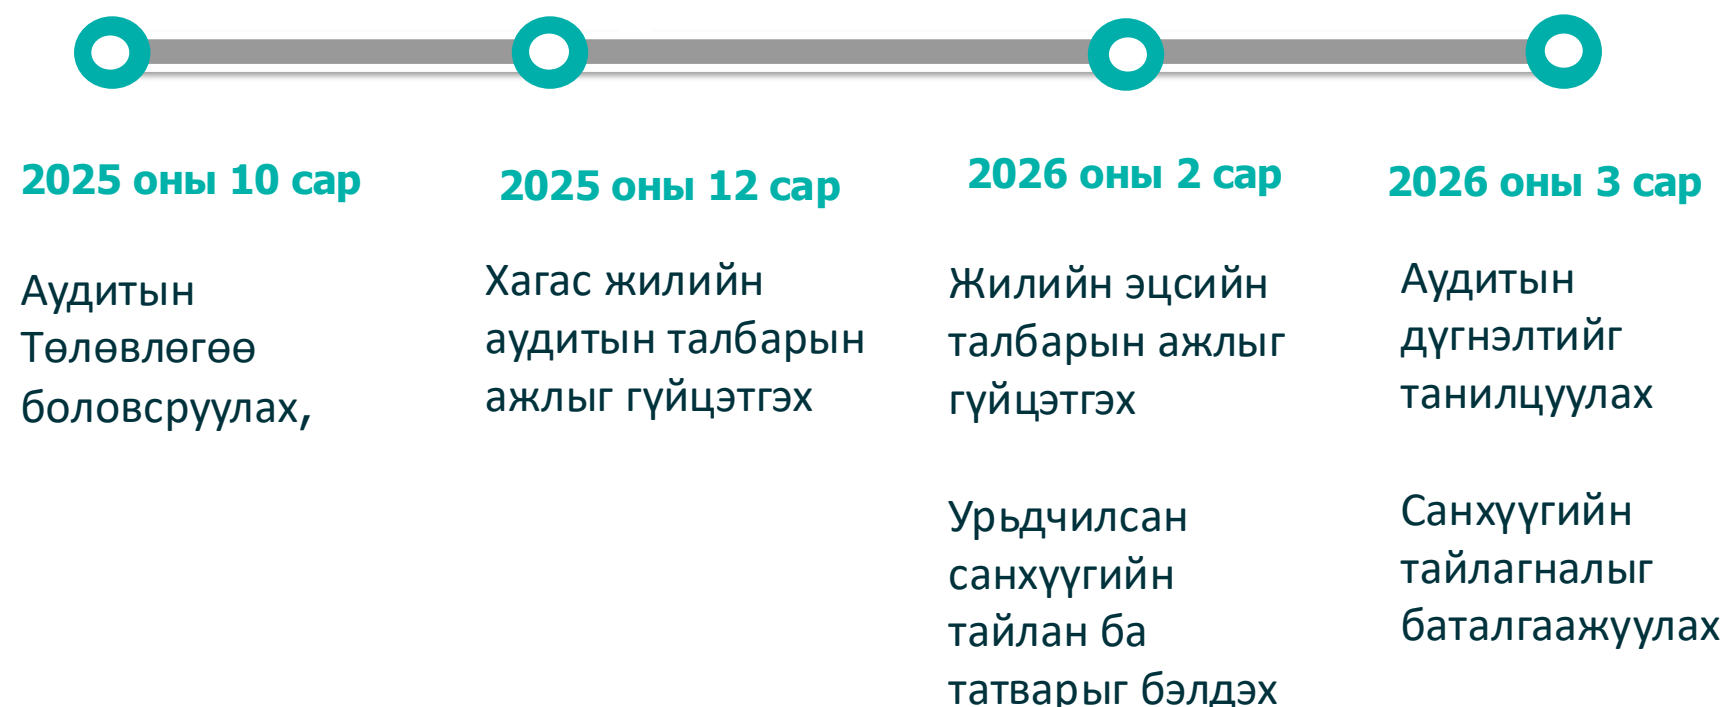 2025 оны 10 сар
Аудитын
Төлөвлөгөө
боловсруулах,
2025 оны 12 сар
Хагас жилийн
аудитын талбарын
ажлыг гүйцэтгэх
2026 оны 2 сар
Жилийн эцсийн
талбарын ажлыг
гүйцэтгэх
Урьдчилсан
санхүүгийн
тайлан ба
татварыг бэлдэх
2026 оны 3 сар
Аудитын
дүгнэлтийг
танилцуулах
Санхүүгийн
тайлагналыг
баталгаажуулах